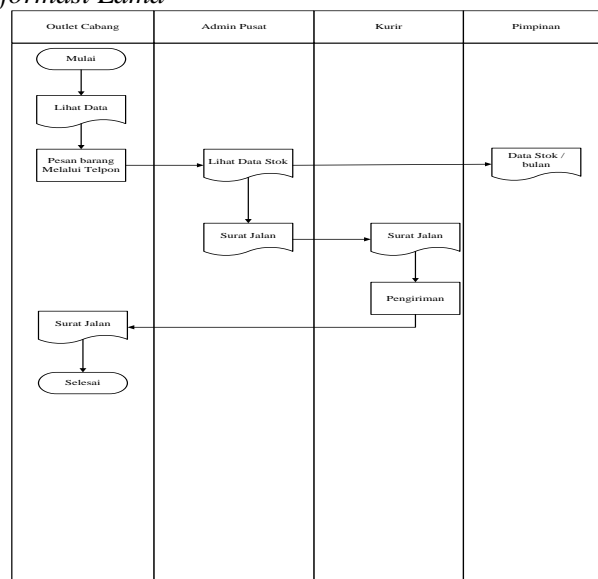 formasi Lama
Outlet Cabang
Admin Pusat
Kurir
Pimpinan
Mulai
Lihat Data
Pesan barang
Melalui Telpon
Lihat Data Stok
Data Stok /
bulan
Surat Jalan
Surat Jalan
Pengiriman
Surat Jalan
Selesai